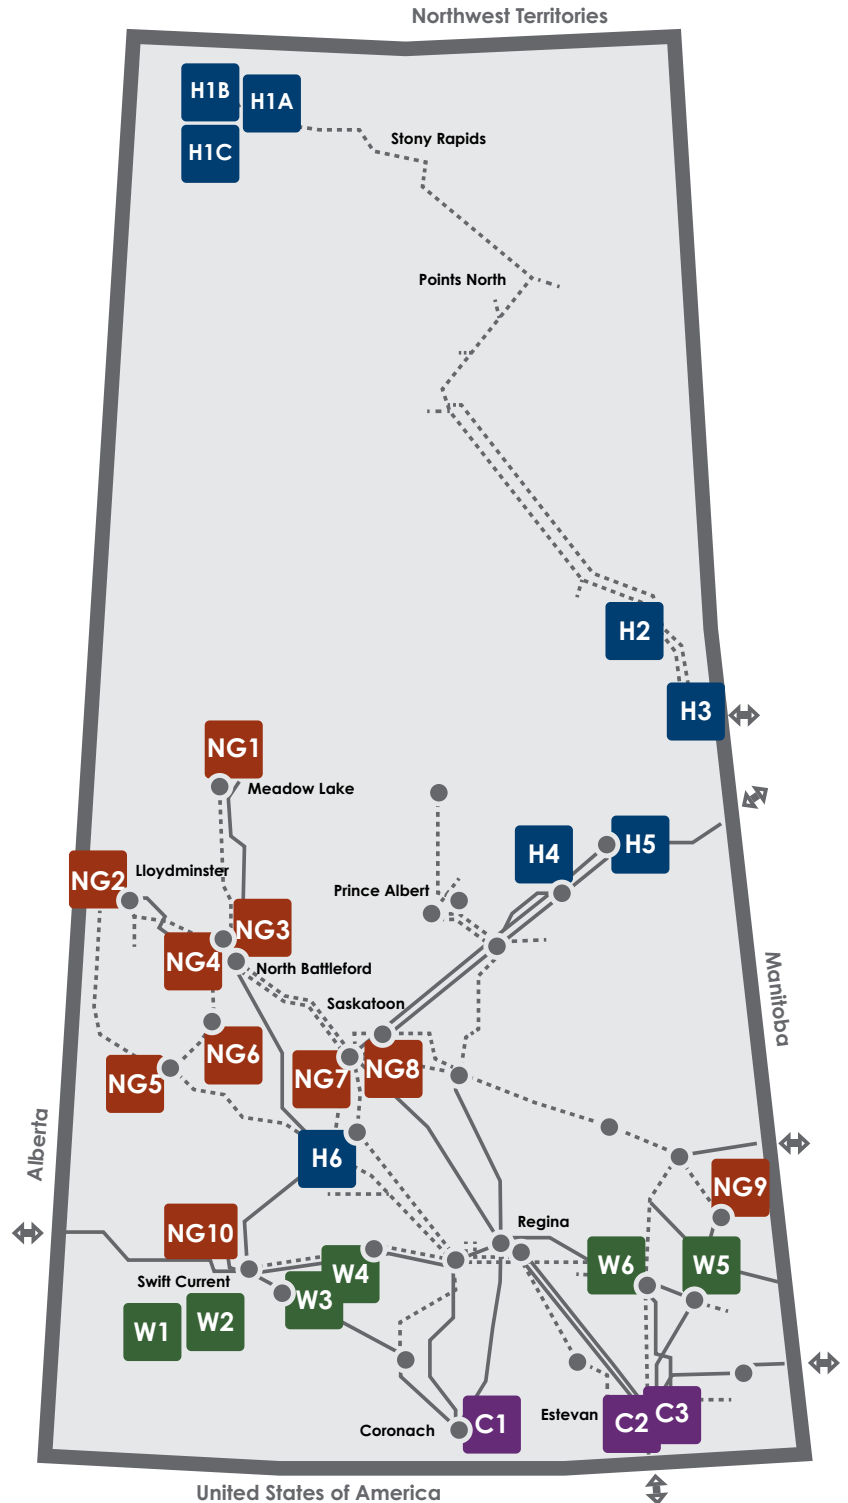 Northwest Territories
H1B
H1A
H1C
Stony Rapids
Points North
H2
H3
NG1
Meadow Lake
Lloydminster
NG2
H4
H5
Prince Albert
NG3
NG4
North Battleford
Saskatoon
Manitoba
NG5
NG6
NG7
NG8
Alberta
H6
NG9
NG10
Regina
Swift Current
W4
W6
W5
W3
W1
W2
Coronach
C1
Estevan
C2
C3
United States of America